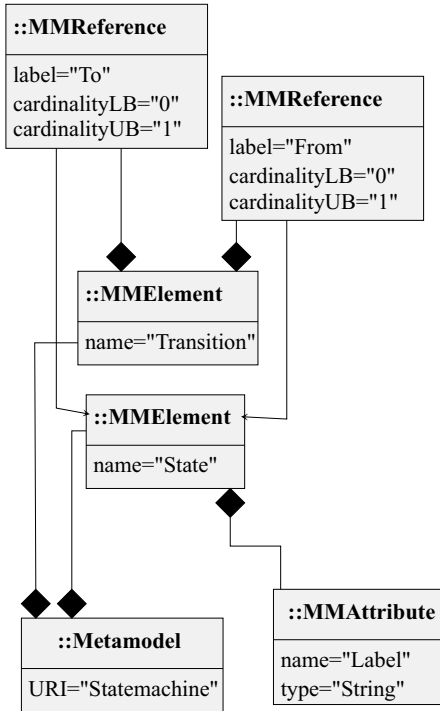 ::MMReference
label="To"
cardinalityLB="0"
cardinalityUB="1"
::MMReference
label="From"
cardinalityLB="0"
cardinalityUB="1"
::MMElement
name="Transition"
::MMElement
name="State"
::Metamodel
URI="Statemachine"
::MMAttribute
name="Label"
type="String"